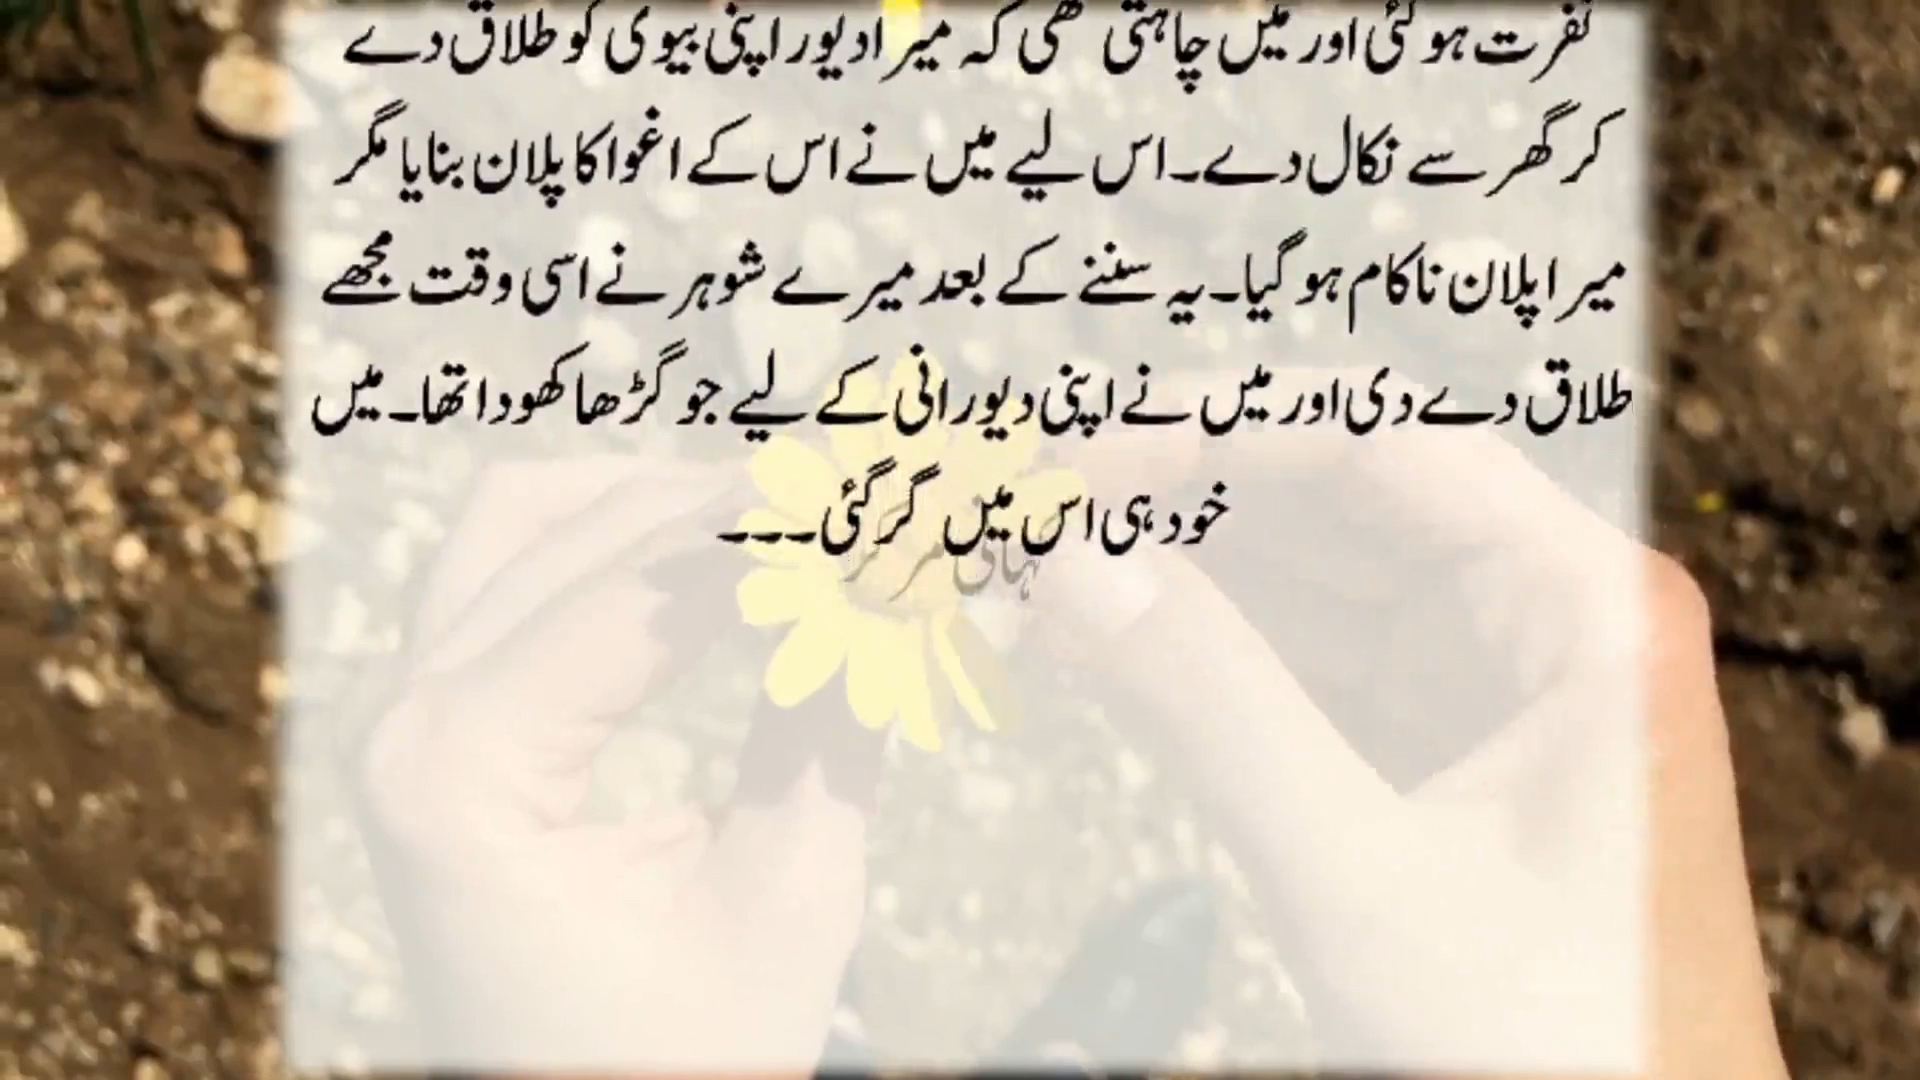 نفرت ہوگئی اور میں چاہتی تھی کہ میرا دیور اپنی بیوی کو طلاق دے
کر گھر سے نکال دے۔ اس لیے میں نے اس کے اغوا کا پلان بنایا مگر
میرا پلان ناکام ہو گیا۔ یہ سننے کے بعد میرے شوہر نے اسی وقت مجھے
طلاق دے دی اور میں نے اپنی دیورانی کے لیے جو گڑھا کھودا تھا۔ میں
خود ہی اس میں گر گئی۔۔۔